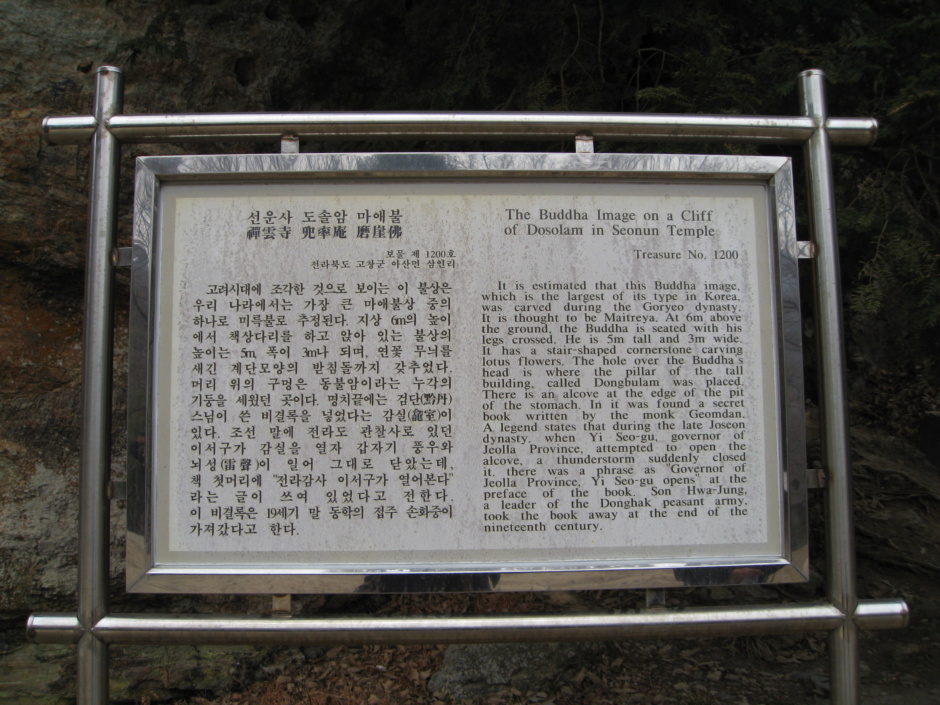 선운사 도솔암 마애불
禪雲寺 兜率庵 磨崖佛
보물 제 1200호
전라북도 고창군 아산면 삼인리
고려시대에 조각한 것으로 보이는 이 불상은
우리 나라에서는 가장 큰 마애불상 중의
하나로 미륵불로 추정된다. 지상 6m의 높이
에서 책상다리를 하고 앉아 있는 불상의
높이는 5m, 폭이 3m나 되며, 연꽃 무늬를
새긴 계단모양의 받침돌까지 갖추었다.
머리 위의 구멍은 동불암이라는 누각의
기둥을 세웠던 곳이다. 명치끝에는 검단(黔丹)
스님이 쓴 비결록을 넣었다는 감실(龕室)이
있다. 조선 말에 전라도 관찰사로 있던
이서구가 감실을 열자 갑자기 풍우와
뇌성(雷聲)이 일어 그대로 닫았는데,
책 첫머리에 "전라감사 이서구가 열어본다"
라는 글이 쓰여 있었다고 전한다.
이 비결록은 19세기 말 동학의 접주 손화중이
가져갔다고 한다.
The Buddha Image on a Cliff
of Dosolam in Seonun Temple
Treasure No. 1200
It is estimated that this Buddha image,
which is the largest of its type in Korea,
was carved during the Goryeo dynasty.
It is thought to be Maitreya. At 6m above
the ground, the Buddha is seated with his
legs crossed. He is 5m tall and 3m wide.
It has a stair-shaped cornerstone carving
lotus flowers. The hole over the Buddha's
head is where the pillar of the tall
building, called Dongbulam was placed.
There is an alcove at the edge of the pit
of the stomach. In it was found a secret
book written by the monk Geomdan.
A legend states that during the late Joseon
dynasty, when Yi Seo-gu, governor of
Jeolla Province, attempted to open the
alcove, a thunderstorm suddenly closed
it. there was a phrase as "Governor of
Jeolla Province, Yi Seo-gu opens" at the
preface of the book. Son Hwa-Jung,
a leader of the Donghak peasant army,
took the book away at the end of the
nineteenth century.